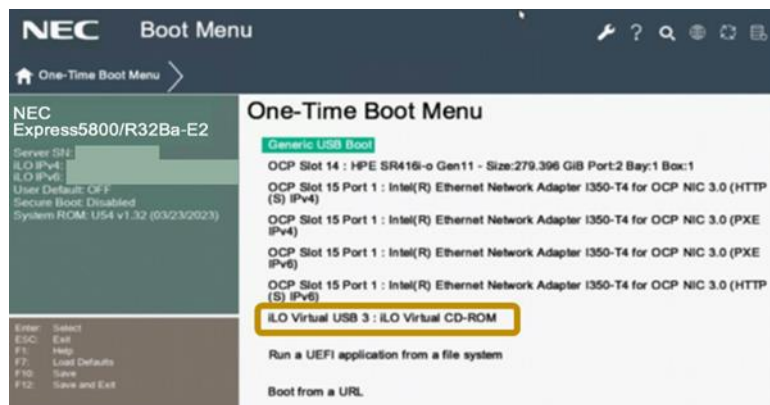 NEC Boot Menu
One-Time Boot Menu
NEC
Express5800/R32Ba-E2
Server SN:
iLO IPv4:
iLO IPv6:
User Default: OFF
Secure Boot: Disabled
System ROM: U54 v1.32 (03/23/2023)
Enter: Select
ESC: Exit
F1: Help
F7: Load Defaults
F10: Save
F12: Save and Exit
One-Time Boot Menu
Generic USB Boot
OCP Slot 14 : HPE SR416i-o Gen11 - Size:279.396 GiB Port:2 Bay:1 Box:1
OCP Slot 15 Port 1 : Intel(R) Ethernet Network Adapter I350-T4 for OCP NIC 3.0 (HTTP
(S) IPv4)
OCP Slot 15 Port 1 : Intel(R) Ethernet Network Adapter I350-T4 for OCP NIC 3.0 (PXE
IPv4)
OCP Slot 15 Port 1 : Intel(R) Ethernet Network Adapter I350-T4 for OCP NIC 3.0 (PXE
IPv6)
OCP Slot 15 Port 1 : Intel(R) Ethernet Network Adapter I350-T4 for OCP NIC 3.0 (HTTP
(S) IPv6)
iLO Virtual USB 3 : iLO Virtual CD-ROM
Run a UEFI application from a file system
Boot from a URL